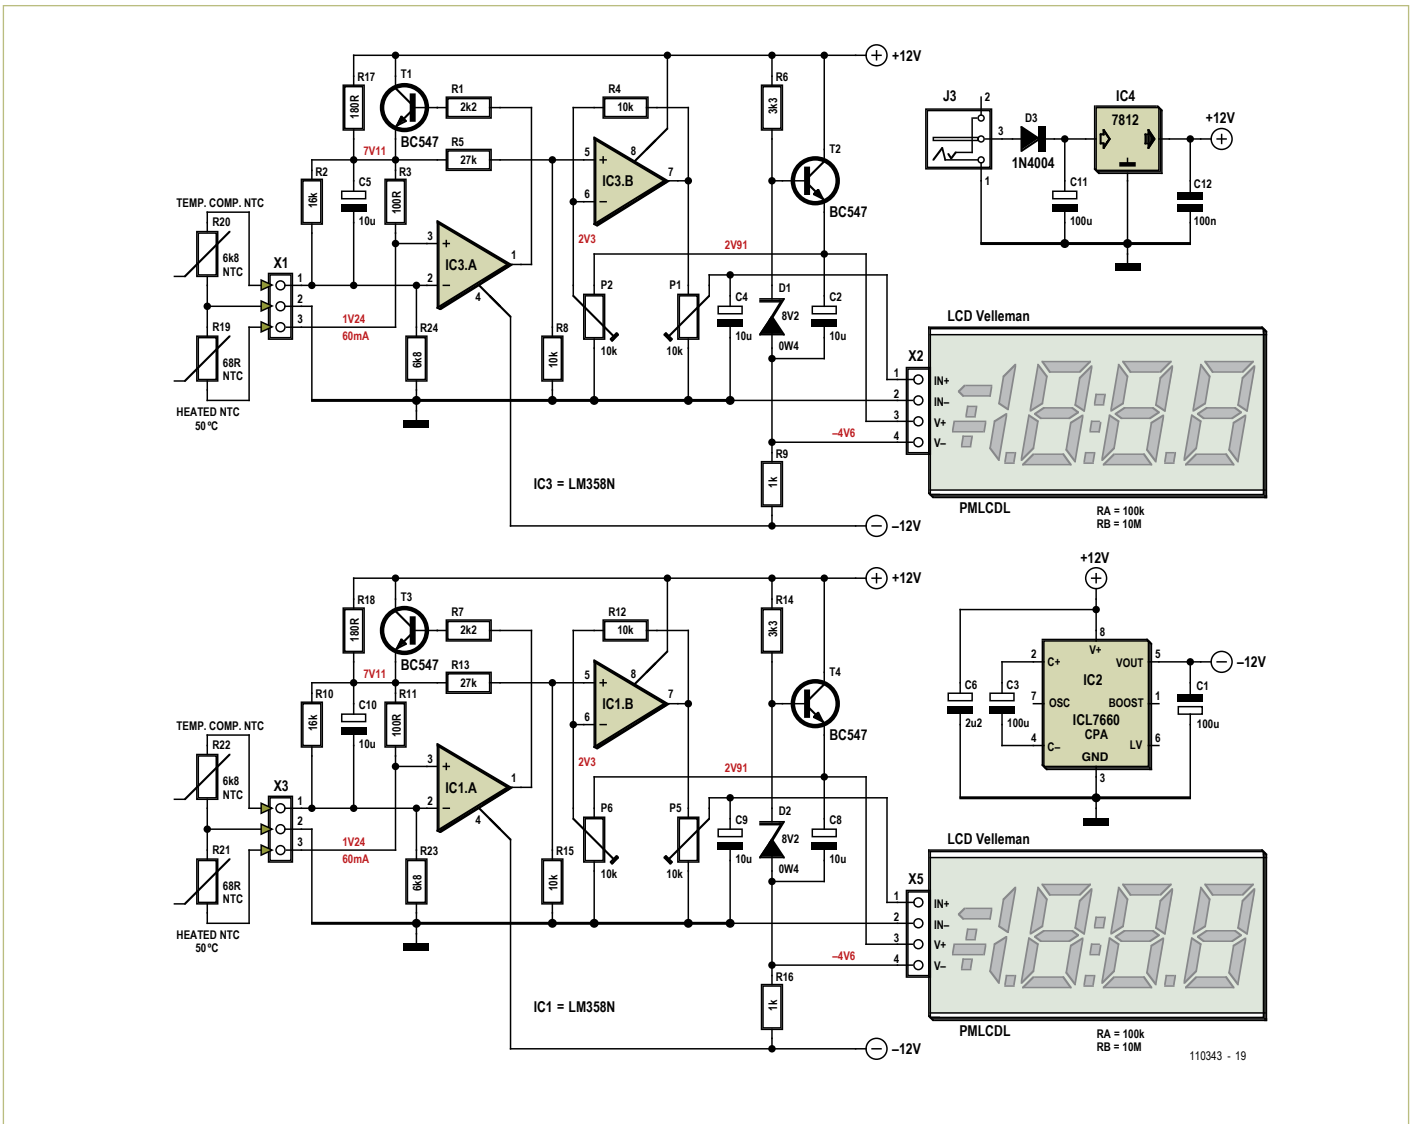 +12V
R17
180R
T1
BC547
R1
2k2
R4
10k
R6
3k3
7V11
R5
27k
R2
16k
C5
10u
R3
100R
5
6
8
7
IC3.B
T2
BC547
TEMP. COMP. NTC
R20
6k8
NTC
X1
1
2
3
R19
68R
NTC
HEATED NTC
50ºC
1V24
60mA
3
2
1
4
IC3.A
R24
6k8
2V3
2V91
P2
10k
P1
10k
R8
10k
C4
10u
D1
8V2
0W4
C2
10u
–4V6
R9
1k
IC3 = LM358N
–12V
J3
2
3
1
D3
1N4004
IC4
7812
+12V
C11
100u
C12
100n
LCD Velleman
X2
1
2
3
4
IN+
IN–
V+
V–
PMLCDL
RA = 100k
RB = 10M
+12V
R18
180R
T3
BC547
R7
2k2
R12
10k
R14
3k3
7V11
R13
27k
R10
16k
C10
10u
R11
100R
5
6
8
7
IC1.B
T4
BC547
TEMP. COMP. NTC
R22
6k8
NTC
X3
1
2
3
R21
68R
NTC
HEATED NTC
50ºC
1V24
60mA
3
2
1
4
IC1.A
R23
6k8
2V3
2V91
P6
10k
P5
10k
R15
10k
C9
10u
D2
8V2
0W4
C8
10u
–4V6
R16
1k
IC1 = LM358N
–12V
+12V
8
V+
2
C+
VOUT
5
–12V
IC2
7
OSC
BOOST
1
ICL7660
CPA
4
C–
LV
6
GND
3
C6
2u2
C3
100u
C1
100u
LCD Velleman
X5
1
2
3
4
IN+
IN–
V+
V–
PMLCDL
RA = 100k
RB = 10M
110343 - 19